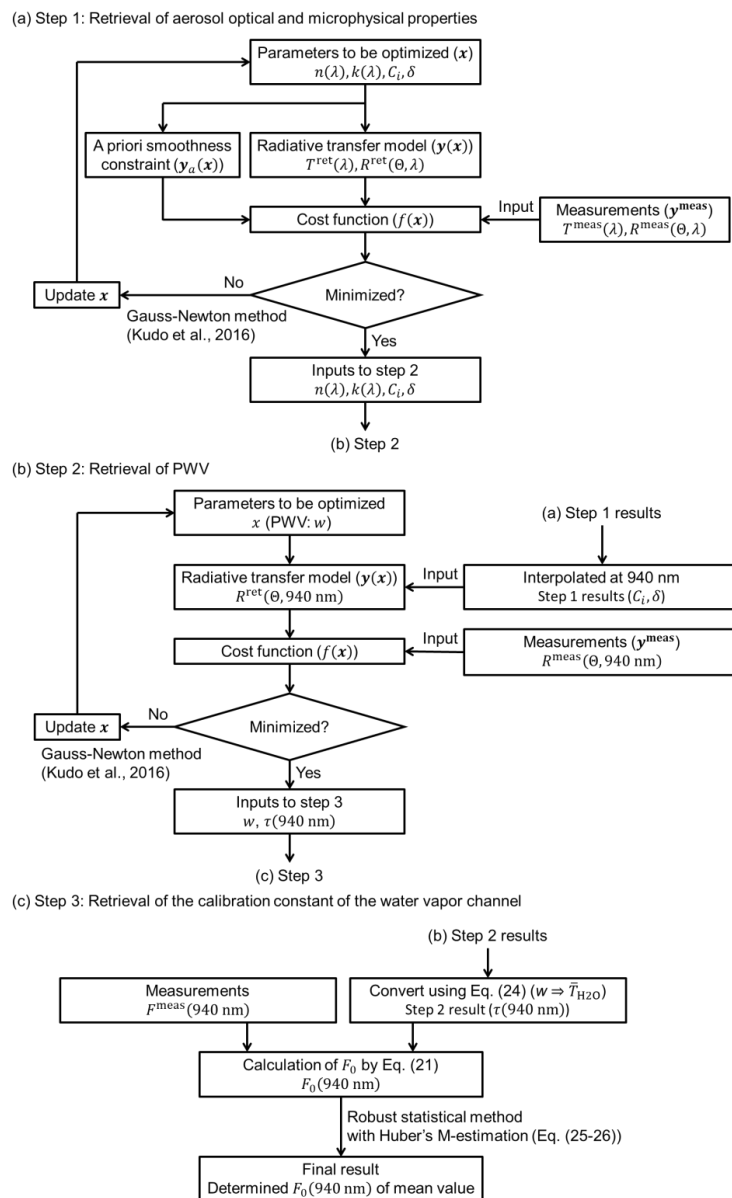 (a) Step 1: Retrieval of aerosol optical and microphysical properties
Parameters to be optimized (x)
n(λ), k(λ), C_i, δ
A priori smoothness
constraint (y_a(x))
Radiative transfer model (y(x))
T^ret(λ), R^ret(Θ, λ)
Cost function (f(x))
Input
Measurements (y^meas)
T^meas(λ), R^meas(Θ, λ)
Minimized?
No
Update x
Gauss-Newton method
(Kudo et al., 2016)
Yes
Inputs to step 2
n(λ), k(λ), C_i, δ
(b) Step 2
(b) Step 2: Retrieval of PWV
Parameters to be optimized
x (PWV: w)
(a) Step 1 results
Radiative transfer model (y(x))
R^ret(Θ, 940 nm)
Input
Interpolated at 940 nm
Step 1 results (C_i, δ)
Cost function (f(x))
Input
Measurements (y^meas)
R^meas(Θ, 940 nm)
Minimized?
No
Update x
Gauss-Newton method
(Kudo et al., 2016)
Yes
Inputs to step 3
w, τ(940 nm)
(c) Step 3
(c) Step 3: Retrieval of the calibration constant of the water vapor channel
(b) Step 2 results
Measurements
F^meas(940 nm)
Convert using Eq. (24) (w ⇒ T̄_H2O)
Step 2 result (τ(940 nm))
Calculation of F_0 by Eq. (21)
F_0(940 nm)
Robust statistical method
with Huber's M-estimation (Eq. (25-26))
Final result
Determined F_0(940 nm) of mean value